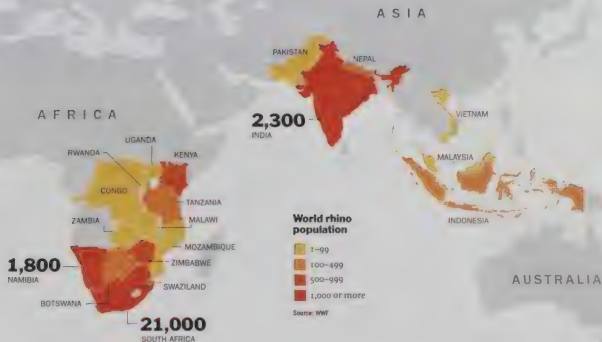 ASIA
PAKISTAN
NEPAL
2,300
INDIA
VIETNAM
MALAYSIA
INDONESIA
AFRICA
UGANDA
RWANDA
KENYA
CONGO
TANZANIA
ZAMBIA
MALAWI
MOZAMBIQUE
ZIMBABWE
SWAZILAND
1,800
NAMIBIA
BOTSWANA
21,000
SOUTH AFRICA
World rhino
population
1–99
100–499
500–999
1,000 or more
Source: WWF
AUSTRALIA